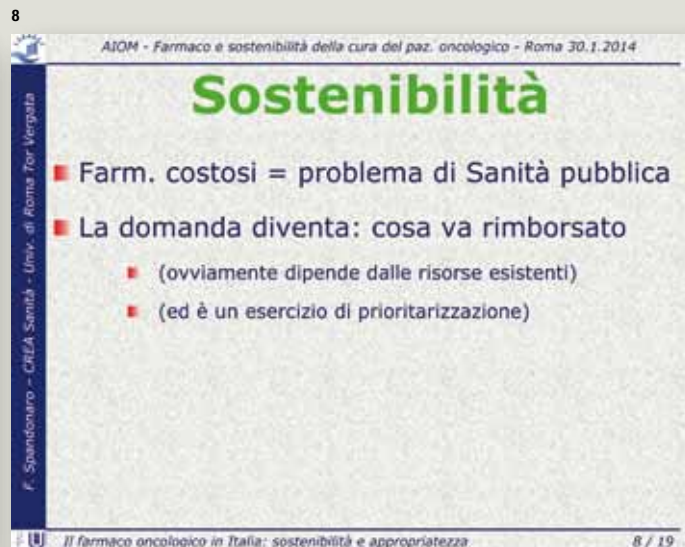 8
AIOM - Farmaco e sostenibilità della cura del paz. oncologico - Roma 30.1.2014
F. Spandonaro – CREA Sanità - Univ. di Roma Tor Vergata
Sostenibilità
Farm. costosi = problema di Sanità pubblica
La domanda diventa: cosa va rimborsato
(ovviamente dipende dalle risorse esistenti)
(ed è un esercizio di prioritarizzazione)
Il farmaco oncologico in Italia: sostenibilità e appropriatezza
8 / 19